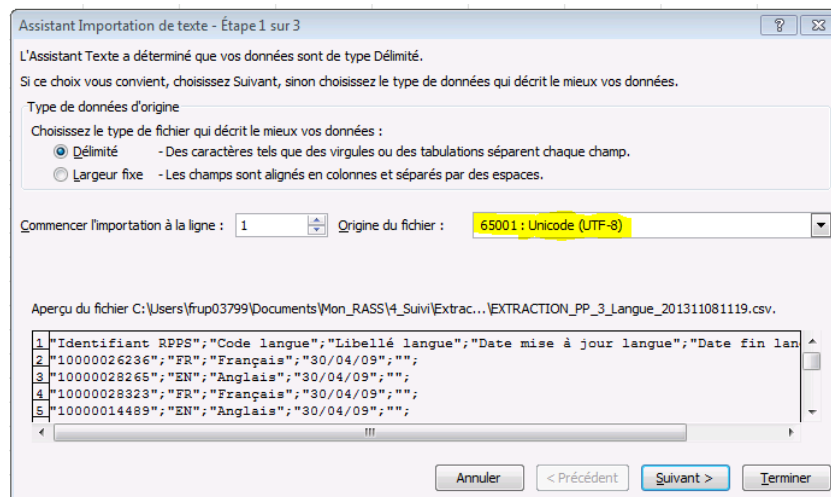 Assistant Importation de texte - Étape 1 sur 3
L'Assistant Texte a déterminé que vos données sont de type Délimité.
Si ce choix vous convient, choisissez Suivant, sinon choisissez le type de données qui décrit le mieux vos données.
Type de données d'origine
Choisissez le type de fichier qui décrit le mieux vos données :
Délimité - Des caractères tels que des virgules ou des tabulations séparent chaque champ.
Largeur fixe - Les champs sont alignés en colonnes et séparés par des espaces.
Commencer l'importation à la ligne : 1 Origine du fichier : 65001 : Unicode (UTF-8)
Aperçu du fichier C:\Users\frup03799\Documents\Mon_RASS\4_Suivi\Extrac...\EXTRACTION_PP_3_Langue_201311081119.csv.
1 "Identifiant RPPS";"Code langue";"Libellé langue";"Date mise à jour langue";"Date fin lan
2 "10000026236";"FR";"Français";"30/04/09";"";
3 "10000028265";"EN";"Anglais";"30/04/09";"";
4 "10000028323";"FR";"Français";"30/04/09";"";
5 "10000014489";"EN";"Anglais";"30/04/09";"";
Annuler < Précédent Suivant > Terminer